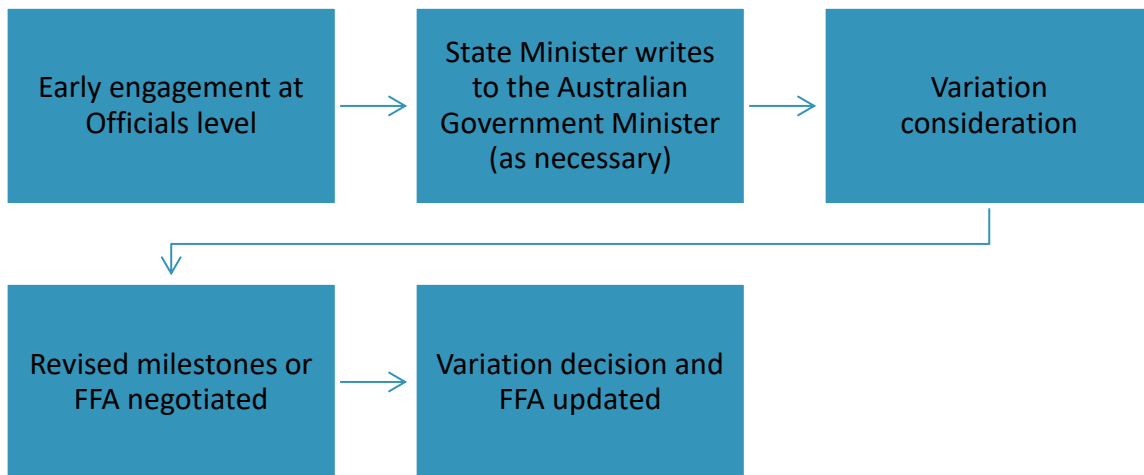 Early engagement at
Officials level
State Minister writes
to the Australian
Government Minister
(as necessary)
Variation
consideration
Revised milestones or
FFA negotiated
Variation decision and
FFA updated